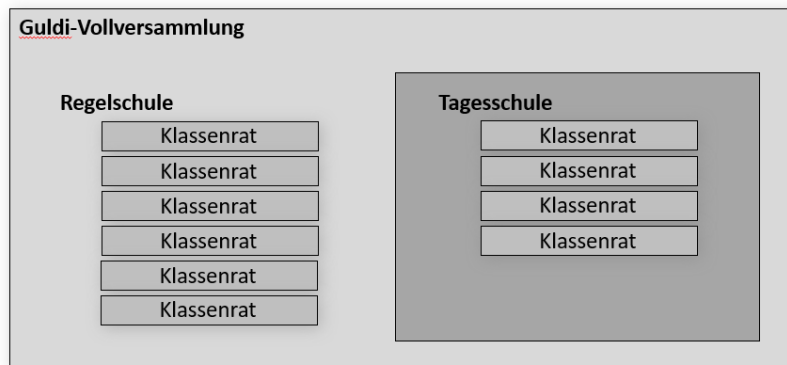 Guldi-Vollversammlung
Regelschule
Klassenrat
Klassenrat
Klassenrat
Klassenrat
Klassenrat
Klassenrat
Tagesschule
Klassenrat
Klassenrat
Klassenrat
Klassenrat